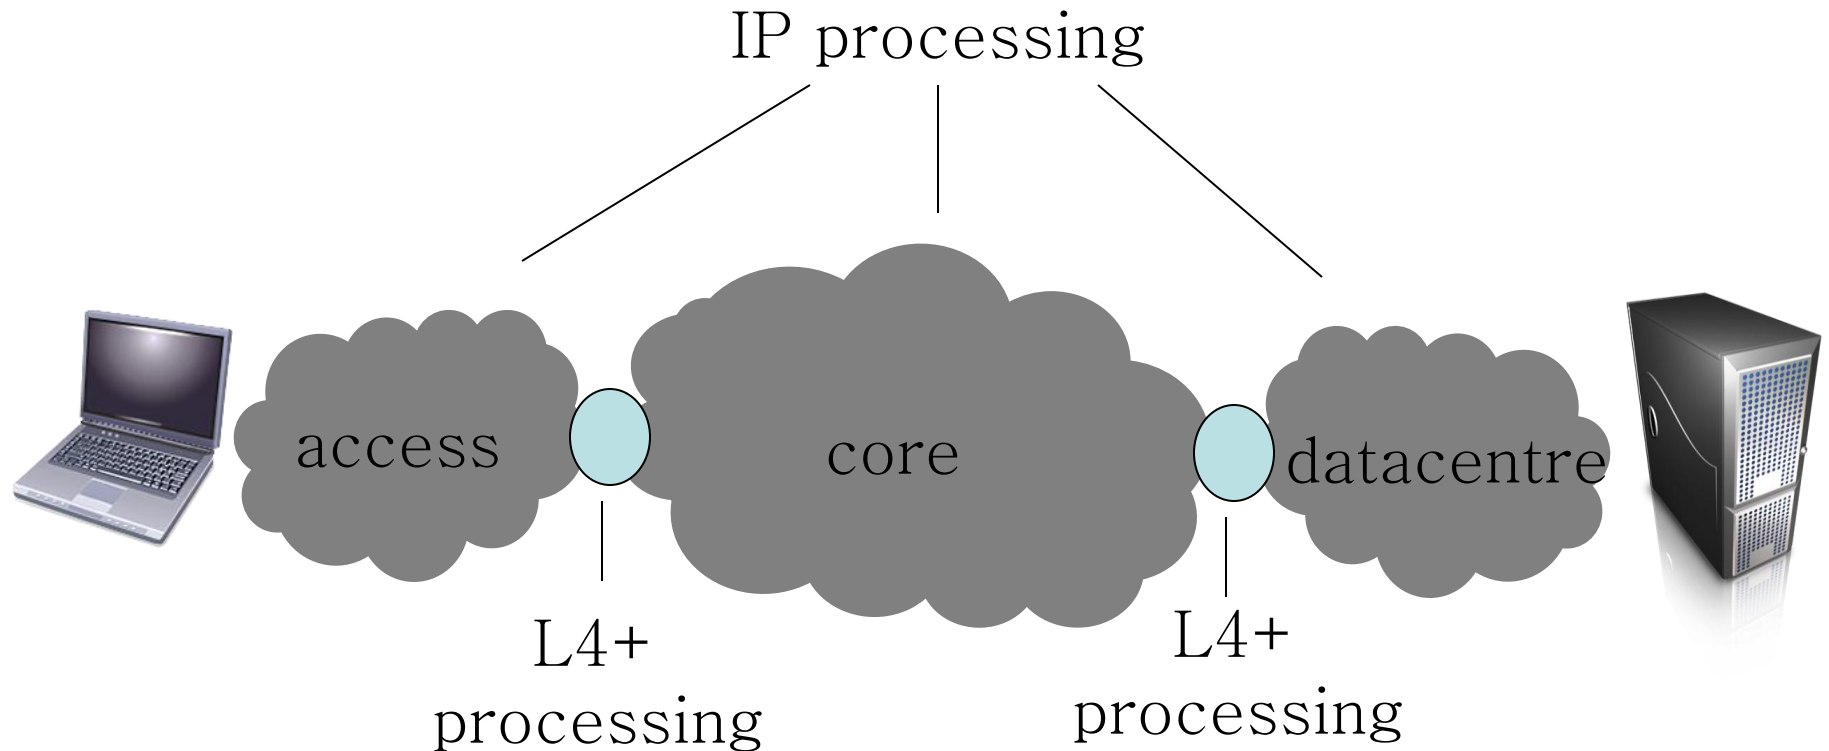 IP processing
access
core
datacentre
L4+
processing
L4+
processing